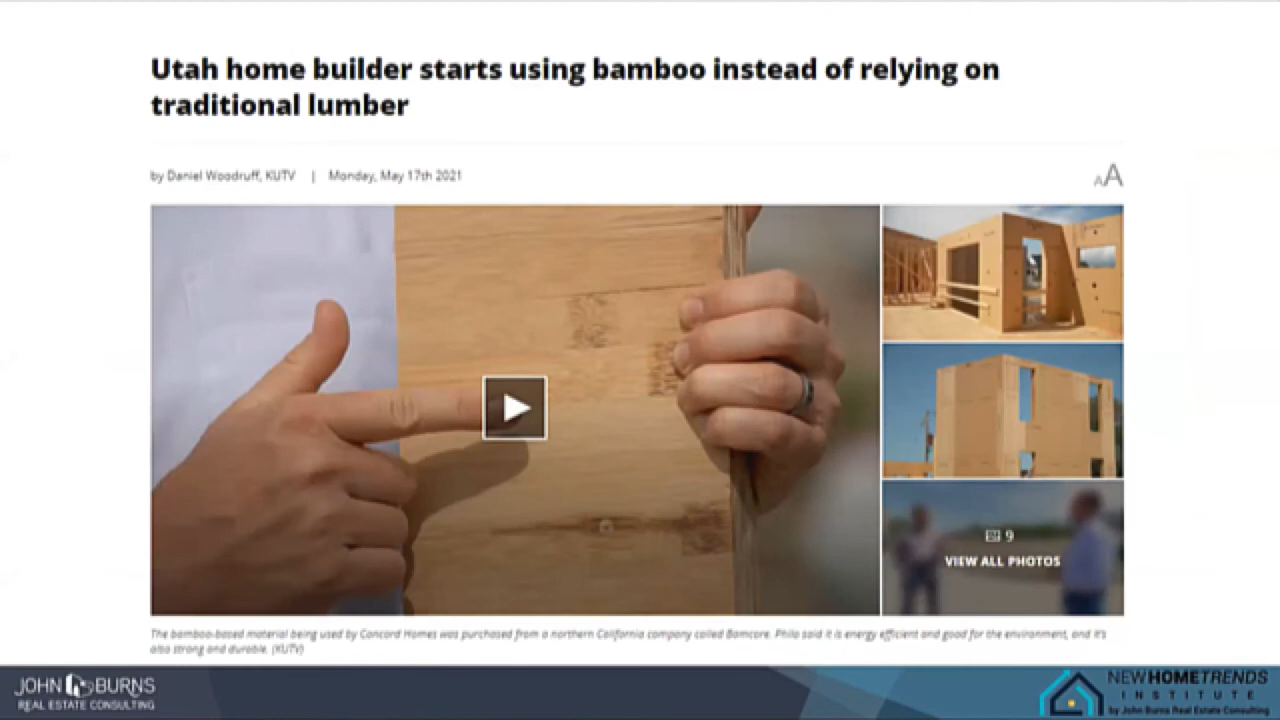 Utah home builder starts using bamboo instead of relying on
traditional lumber
by Daniel Woodruff, KUTV | Monday, May 17th 2021
AA
9
VIEW ALL PHOTOS
The bamboo-based material being used by Concord Homes was purchased from a northern California company called Bamcore. Philo said it is energy efficient and good for the environment, and it's
also strong and durable. (KUTV)
JOHN BURNS
REAL ESTATE CONSULTING
NEWHOMETRENDS
INSTITUTE
by John Burns Real Estate Consulting